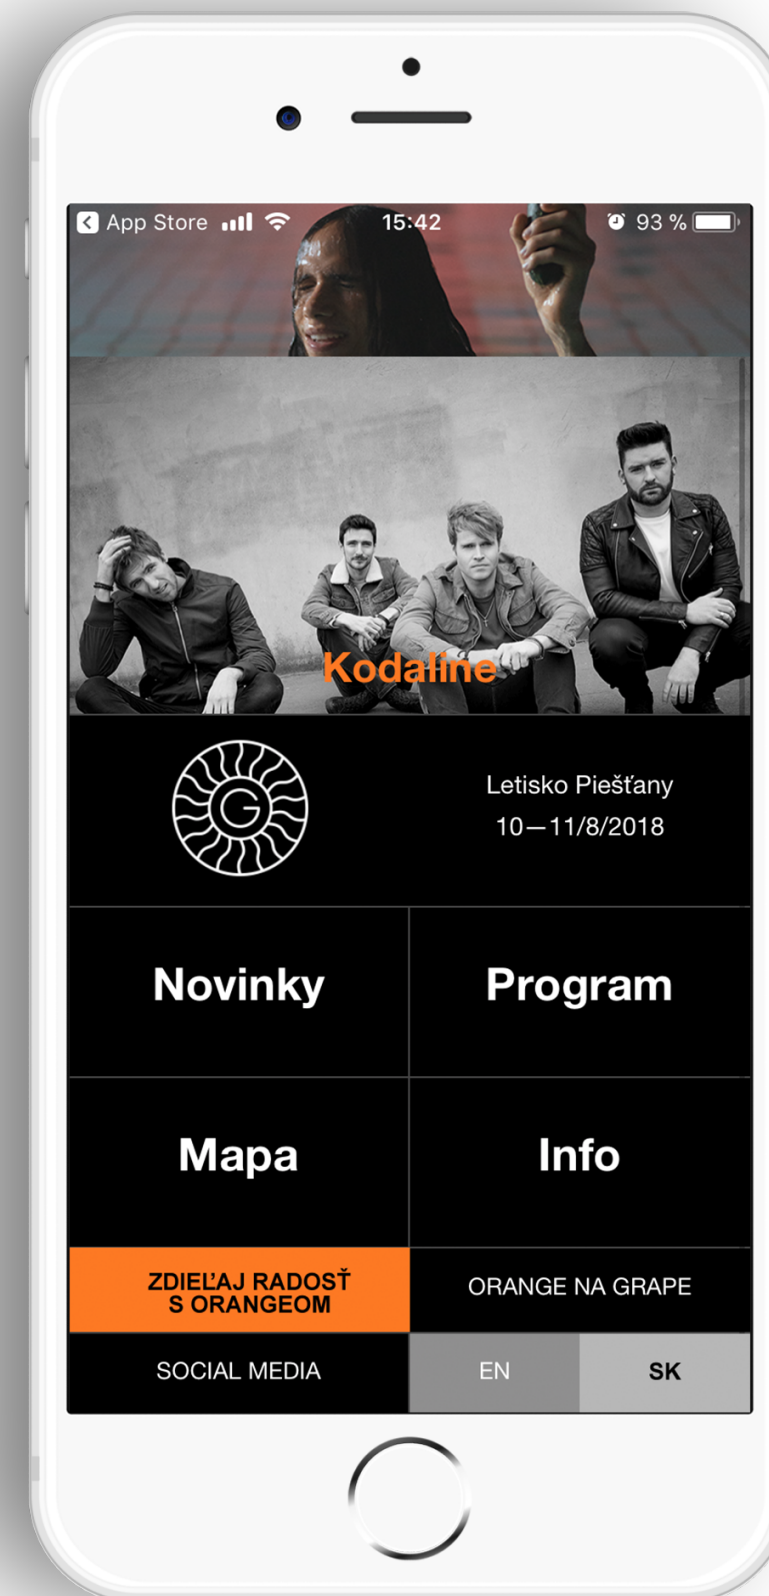 App Store 15:42 93 %
Kodaline
G
Letisko Piešťany
10—11/8/2018
Novinky Program
Mapa Info
ZDIEĽAJ RADOSŤ
S ORANGEOM
ORANGE NA GRAPE
SOCIAL MEDIA EN SK